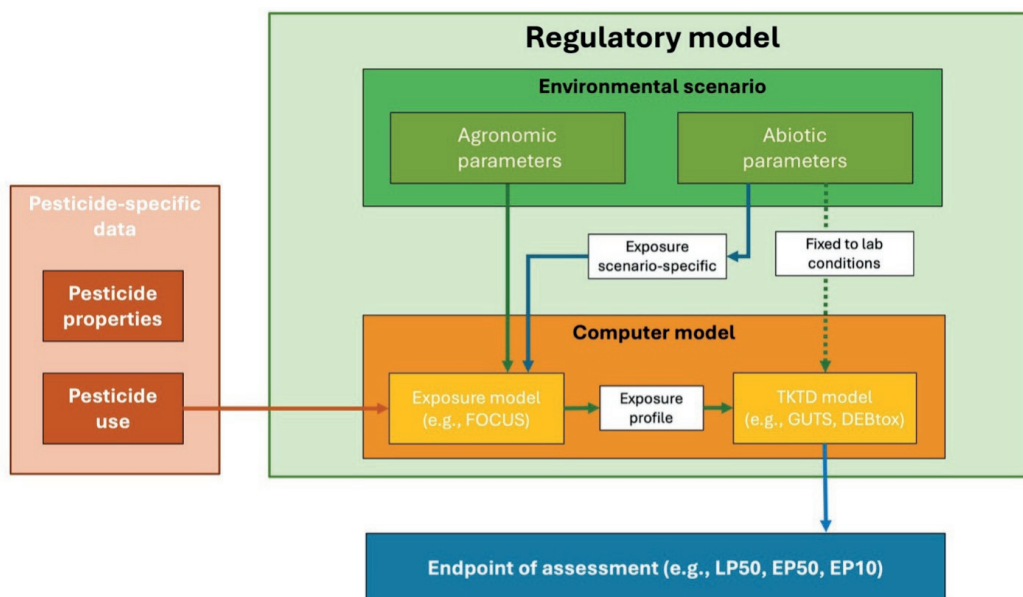 Regulatory model
Environmental scenario
Agronomic
parameters
Abiotic
parameters
Pesticide-specific
data
Exposure
scenario-specific
Fixed to lab
conditions
Pesticide
properties
Computer model
Pesticide
use
Exposure model
(e.g., FOCUS)
Exposure
profile
TKTD model
(e.g., GUTS, DEBtox)
Endpoint of assessment (e.g., LP50, EP50, EP10)